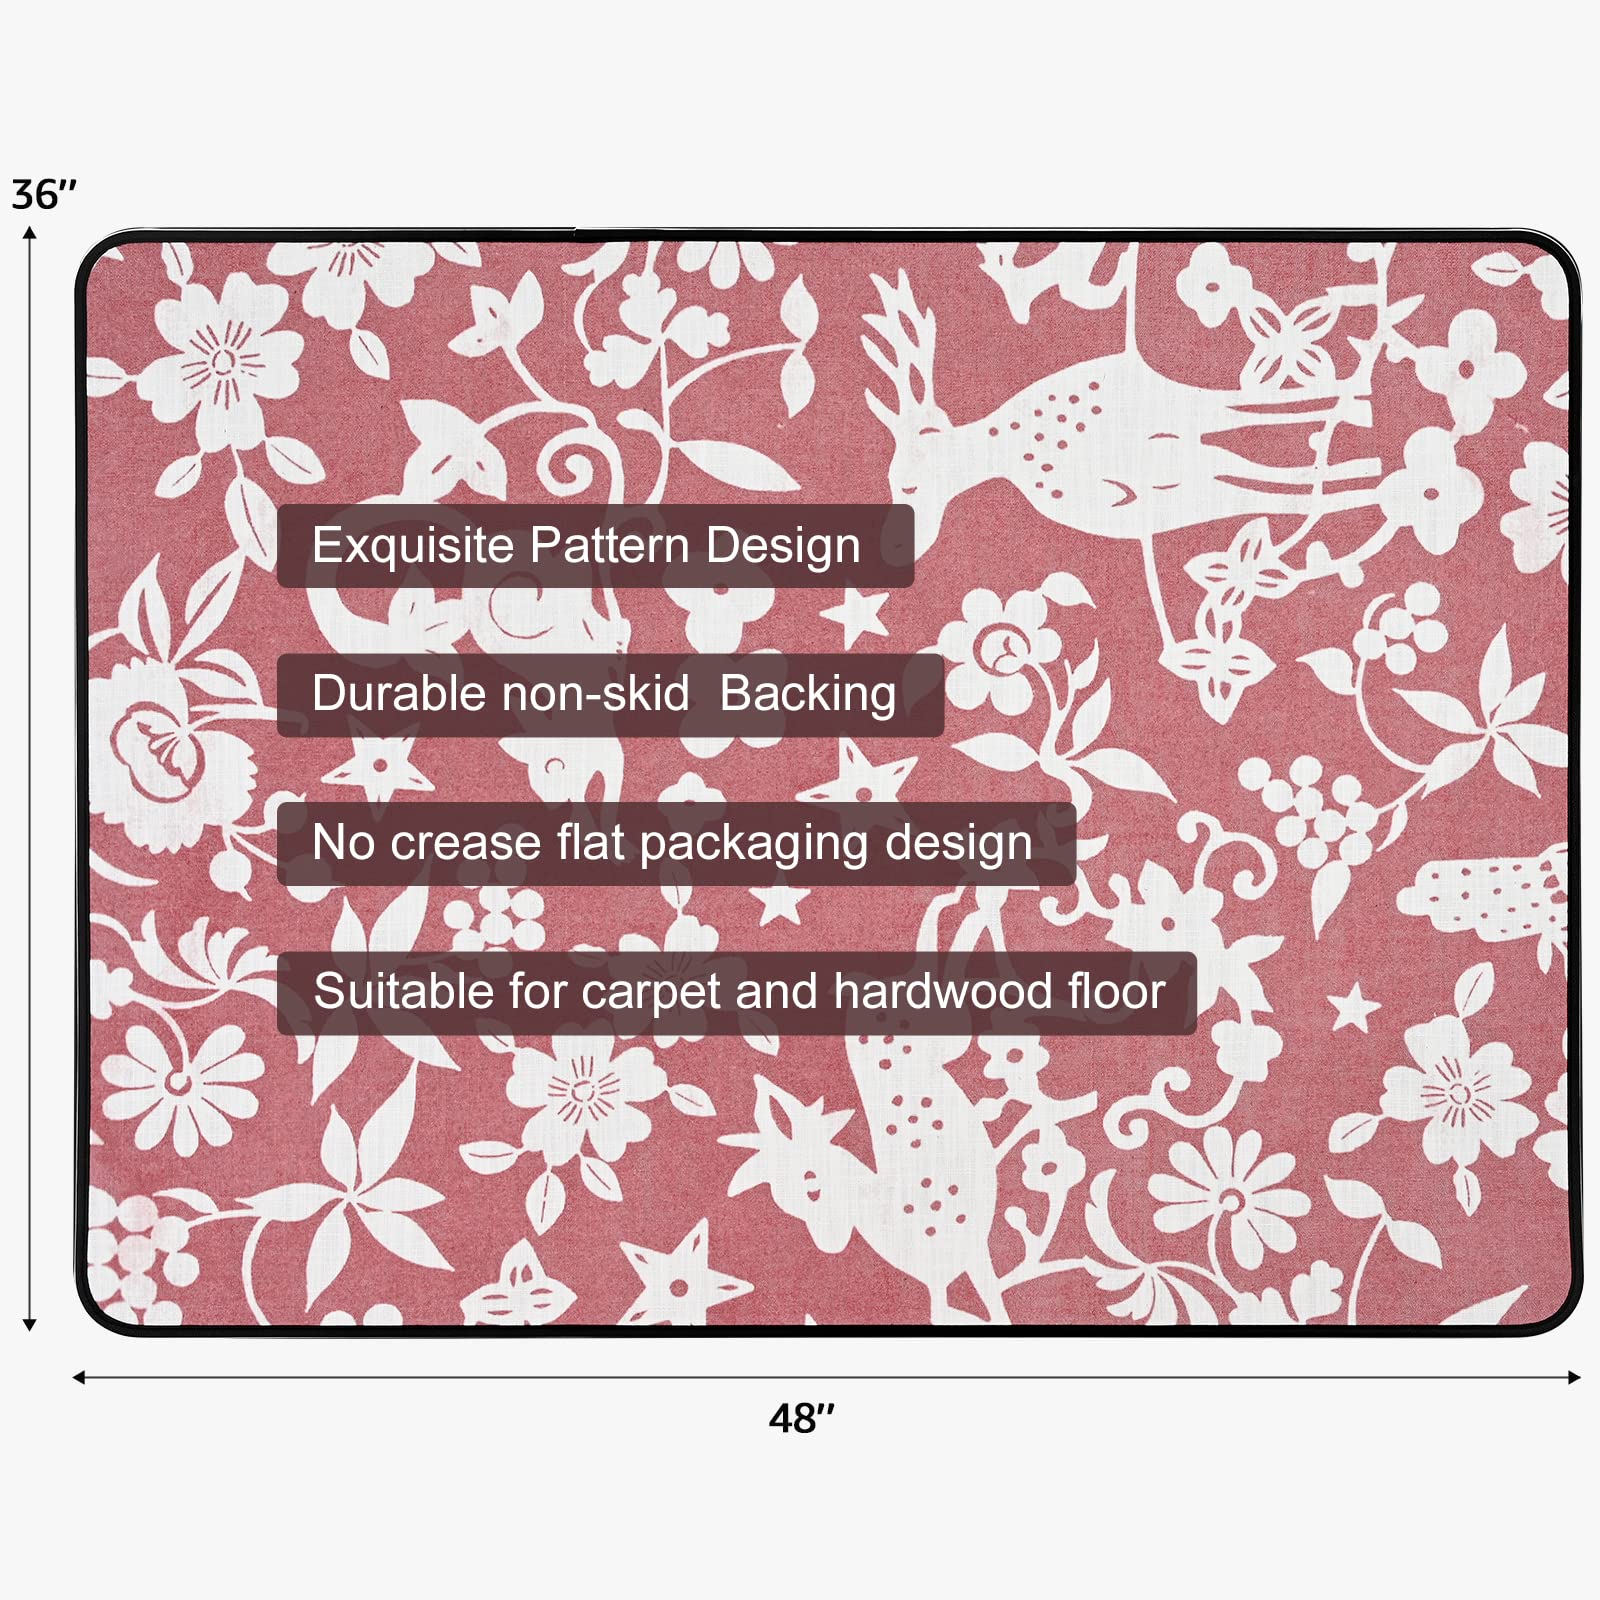 36"
Exquisite Pattern Design
Durable non-skid  Backing
No crease flat packaging design
Suitable for carpet and hardwood floor
48"